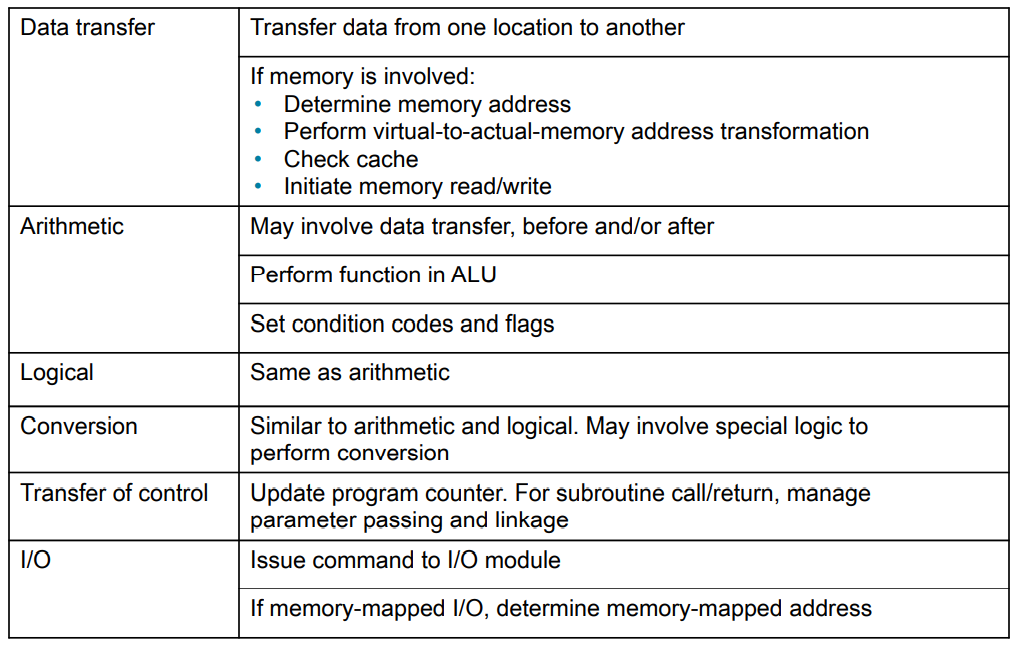 Data transfer
Transfer data from one location to another
If memory is involved:
• Determine memory address
• Perform virtual-to-actual-memory address transformation
• Check cache
• Initiate memory read/write
Arithmetic
May involve data transfer, before and/or after
Perform function in ALU
Set condition codes and flags
Logical
Same as arithmetic
Conversion
Similar to arithmetic and logical. May involve special logic to
perform conversion
Transfer of control
Update program counter. For subroutine call/return, manage
parameter passing and linkage
I/O
Issue command to I/O module
If memory-mapped I/O, determine memory-mapped address